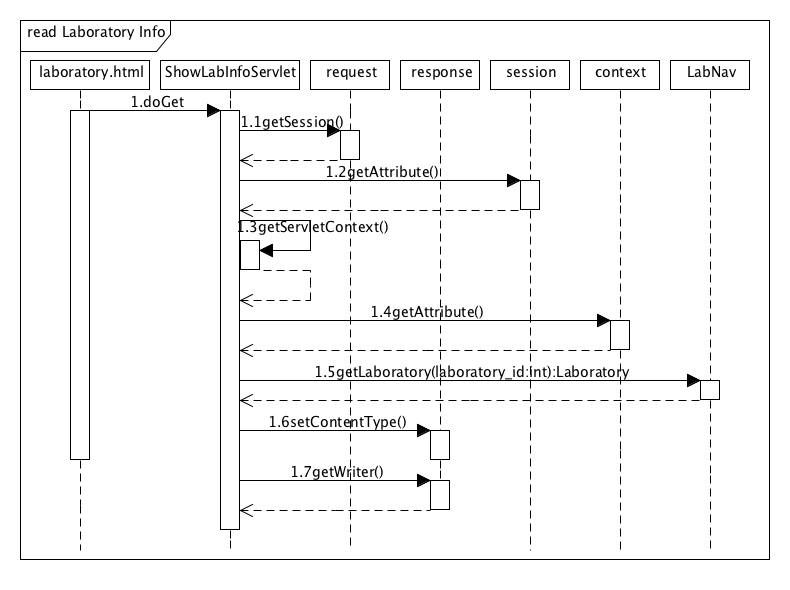 read Laboratory Info
laboratory.html
ShowLabInfoServlet
request
response
session
context
LabNav
1.doGet
1.1getSession()
1.2getAttribute()
1.3getServletContext()
1.4getAttribute()
1.5getLaboratory(laboratory_id:int):Laboratory
1.6setContentType()
1.7getWriter()